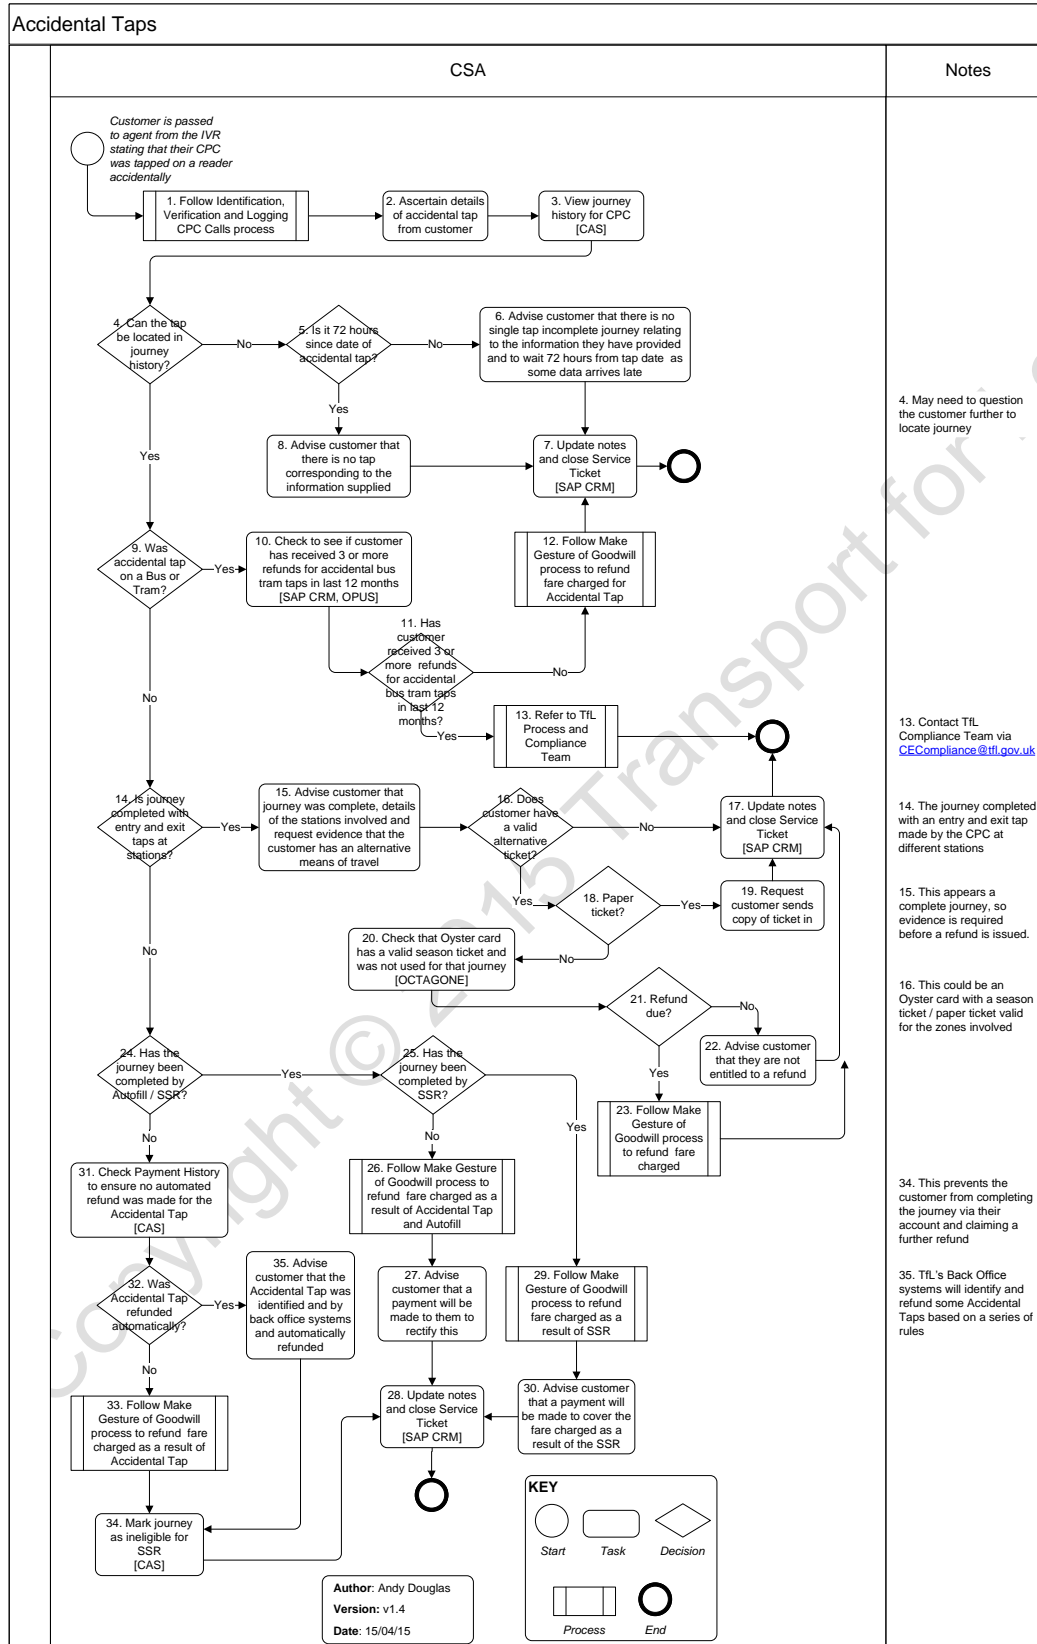 Accidental Taps
CSA
Notes
Customer is passed
to agent from the IVR
stating that their CPC
was tapped on a reader
accidentally
1. Follow Identification,
Verification and Logging
CPC Calls process
2. Ascertain details
of accidental tap
from customer
3. View journey
history for CPC
[CAS]
4. Can the tap
be located in
journey
history?
No
5. Is it 72 hours
since date of
accidental tap?
No
6. Advise customer that there is no
single tap incomplete journey relating
to the information they have provided
and to wait 72 hours from tap date as
some data arrives late
4. May need to question
the customer further to
locate journey
Yes
Yes
8. Advise customer that
there is no tap
corresponding to the
information supplied
7. Update notes
and close Service
Ticket
[SAP CRM]
9. Was
accidental tap
on a Bus or
Tram?
Yes
10. Check to see if customer
has received 3 or more
refunds for accidental bus
tram taps in last 12 months
[SAP CRM, OPUS]
12. Follow Make
Gesture of Goodwill
process to refund
fare charged for
Accidental Tap
11. Has
customer
received 3 or
more refunds
for accidental
bus tram taps
in last 12
months?
No
No
Yes
13. Refer to TfL
Process and
Compliance
Team
13. Contact TfL
Compliance Team via
CECompliance@tfl.gov.uk
14. Is journey
completed with
entry and exit
taps at
stations?
Yes
15. Advise customer that
journey was complete, details
of the stations involved and
request evidence that the
customer has an alternative
means of travel
16. Does
customer have
a valid
alternative
ticket?
No
17. Update notes
and close Service
Ticket
[SAP CRM]
14. The journey completed
with an entry and exit tap
made by the CPC at
different stations
Yes
18. Paper
ticket?
Yes
19. Request
customer sends
copy of ticket in
15. This appears a
complete journey, so
evidence is required
before a refund is issued.
No
20. Check that Oyster card
has a valid season ticket and
was not used for that journey
[OCTAGONE]
No
21. Refund
due?
No
16. This could be an
Oyster card with a season
ticket / paper ticket valid
for the zones involved
22. Advise customer
that they are not
entitled to a refund
Yes
23. Follow Make
Gesture of
Goodwill process
to refund fare
charged
24. Has the
journey been
completed by
Autofill / SSR?
Yes
25. Has the
journey been
completed by
SSR?
Yes
No
No
31. Check Payment History
to ensure no automated
refund was made for the
Accidental Tap
[CAS]
26. Follow Make Gesture
of Goodwill process to
refund fare charged as a
result of Accidental Tap
and Autofill
34. This prevents the
customer from completing
the journey via their
account and claiming a
further refund
32. Was
Accidental Tap
refunded
automatically?
Yes
35. Advise
customer that the
Accidental Tap was
identified and by
back office systems
and automatically
refunded
27. Advise
customer that a
payment will be
made to them to
rectify this
29. Follow Make
Gesture of Goodwill
process to refund
fare charged as a
result of SSR
35. TfL's Back Office
systems will identify and
refund some Accidental
Taps based on a series of
rules
No
33. Follow Make
Gesture of Goodwill
process to refund fare
charged as a result of
Accidental Tap
28. Update notes
and close Service
Ticket
[SAP CRM]
30. Advise customer
that a payment will
be made to cover the
fare charged as a
result of the SSR
34. Mark journey
as ineligible for
SSR
[CAS]
KEY
Start
Task
Decision
Process
End
Author: Andy Douglas
Version: v1.4
Date: 15/04/15
Copyright © 2015 Transport for